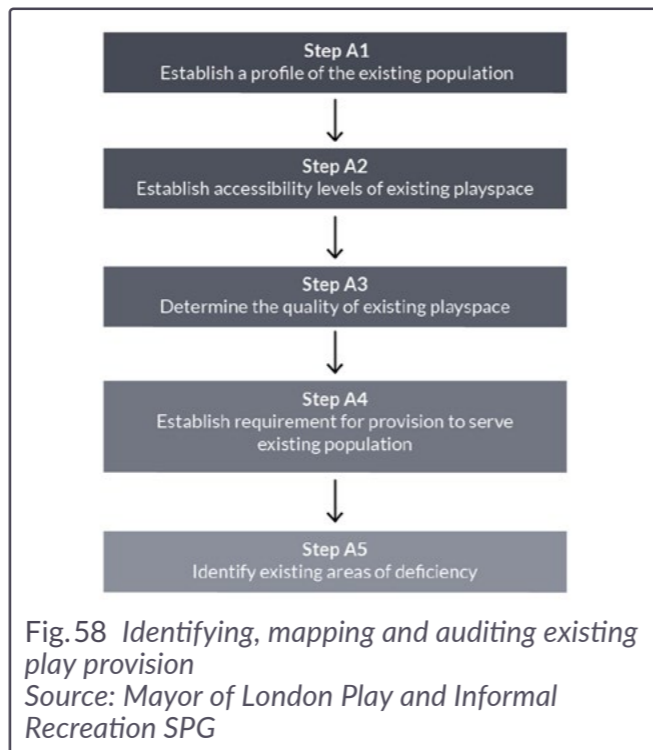 Step A1
Establish a profile of the existing population
Step A2
Establish accessibility levels of existing playspace
Step A3
Determine the quality of existing playspace
Step A4
Establish requirement for provision to serve
existing population
Step A5
Identify existing areas of deficiency
Fig.58 Identifying, mapping and auditing existing
play provision
Source: Mayor of London Play and Informal
Recreation SPG